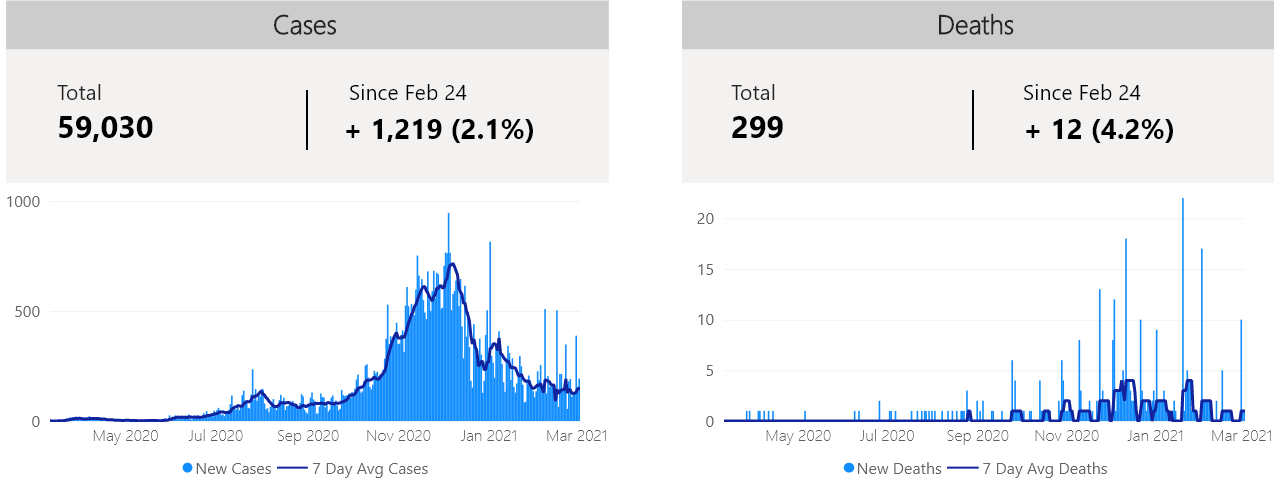 Cases
Total
Since Feb 24
59,030
+ 1,219 (2.1%)
1000
500
0
May 2020 Jul 2020 Sep 2020 Nov 2020 Jan 2021 Mar 2021
New Cases 7 Day Avg Cases
Deaths
Total
Since Feb 24
299
+ 12 (4.2%)
20
15
10
5
0
May 2020 Jul 2020 Sep 2020 Nov 2020 Jan 2021 Mar 2021
New Deaths 7 Day Avg Deaths